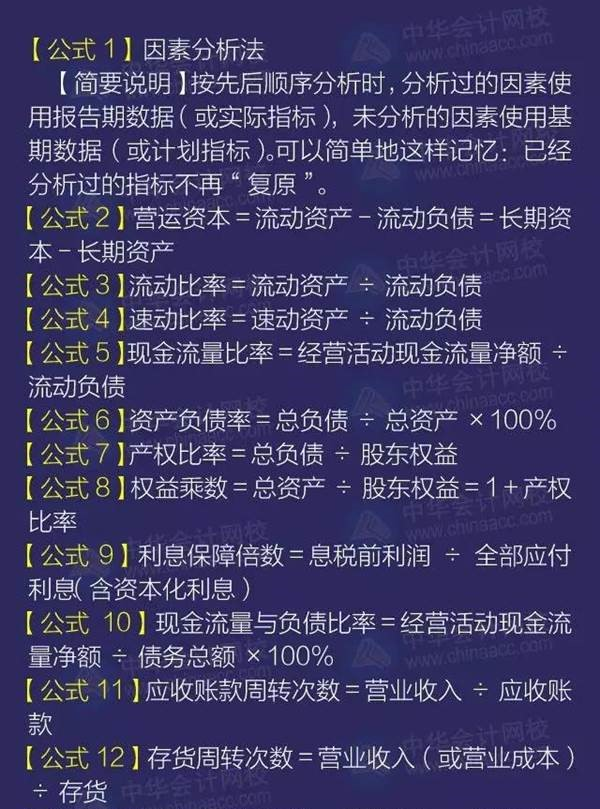 【公式1】因素分析法
【简要说明】按先后顺序分析时，分析过的因素使
用报告期数据（或实际指标），未分析的因素使用基
期数据（或计划指标）。可以简单地这样记忆：已经
分析过的指标不再“复原”。
【公式2】营运资本＝流动资产－流动负债＝长期资
本－长期资产
【公式3】流动比率＝流动资产 ÷ 流动负债
【公式4】速动比率＝速动资产 ÷ 流动负债
【公式5】现金流量比率＝经营活动现金流量净额 ÷
流动负债
【公式6】资产负债率＝总负债 ÷ 总资产 ×100%
【公式7】产权比率＝总负债 ÷ 股东权益
【公式8】权益乘数＝总资产 ÷ 股东权益＝1＋产权
比率
【公式9】利息保障倍数＝息税前利润 ÷ 全部应付
利息（含资本化利息）
【公式 10】现金流量与负债比率＝经营活动现金流
量净额 ÷ 债务总额 ×100%
【公式11】应收账款周转次数＝营业收入 ÷ 应收账
款
【公式12】存货周转次数＝营业收入（或营业成本）
÷ 存货
中华会计网校
www.chinaacc.com